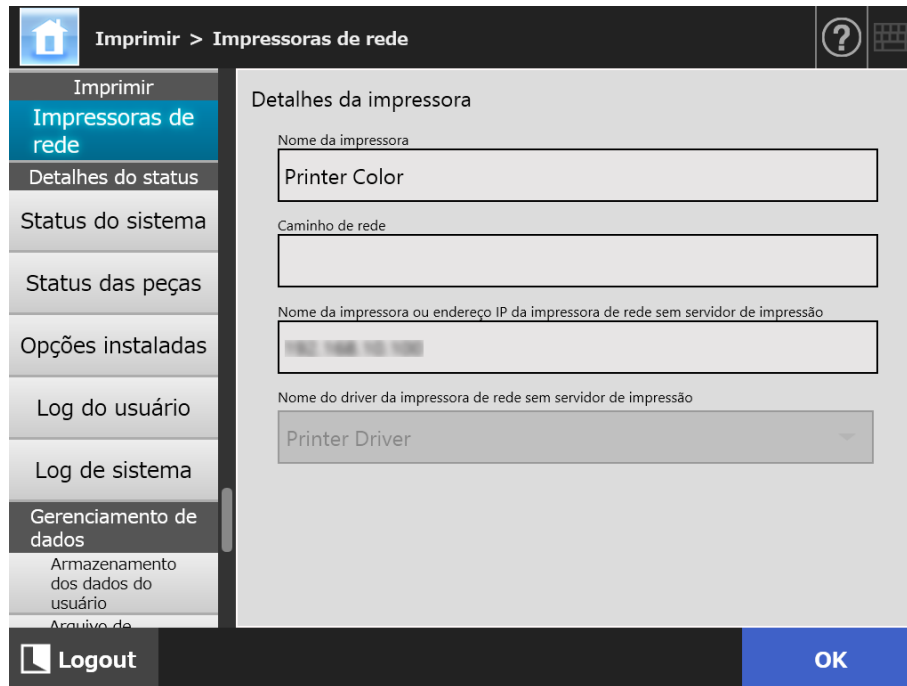 Imprimir > Impressoras de rede
?
Imprimir
Impressoras de
rede
Detalhes do status
Status do sistema
Status das peças
Opções instaladas
Log do usuário
Log de sistema
Gerenciamento de
dados
Armazenamento
dos dados do
usuário
Arquivo de
Detalhes da impressora
Nome da impressora
Printer Color
Caminho de rede
Nome da impressora ou endereço IP da impressora de rede sem servidor de impressão
Nome do driver da impressora de rede sem servidor de impressão
Printer Driver
Logout
OK